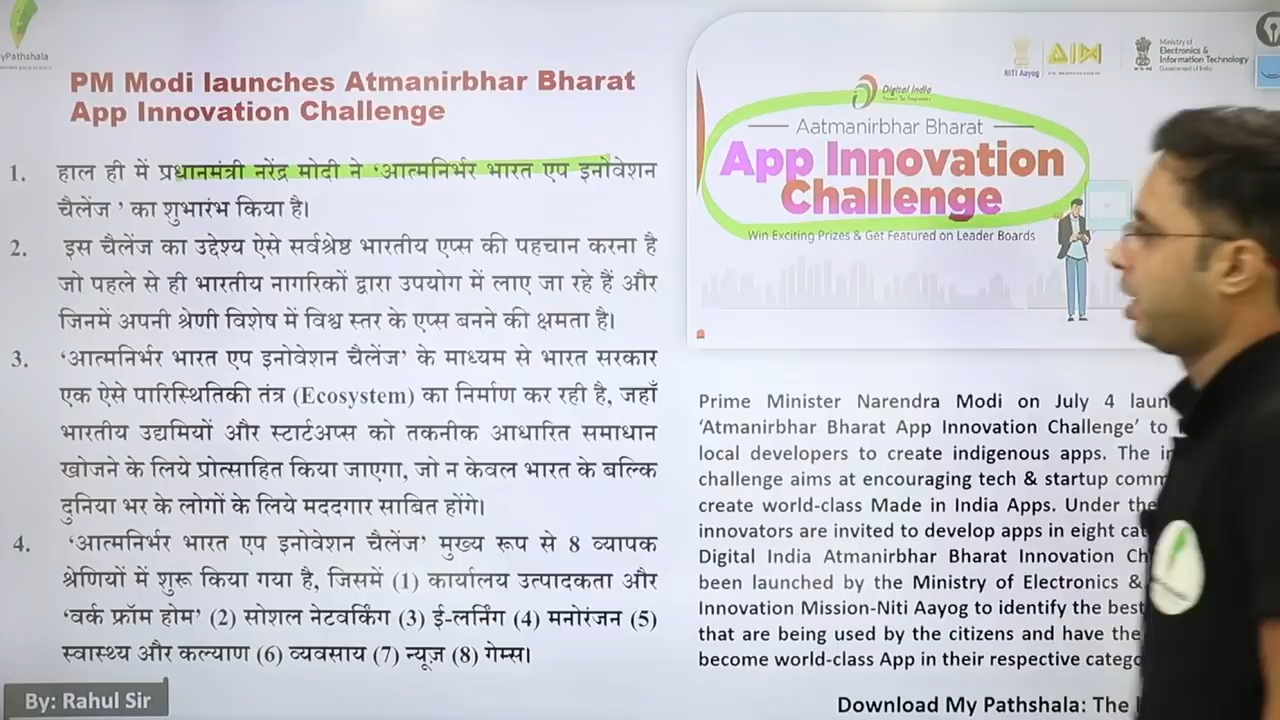 yPathshala
PM Modi launches Atmanirbhar Bharat
App Innovation Challenge
1. हाल ही में प्रधानमंत्री नरेंद्र मोदी ने ‘आत्मनिर्भर भारत एप इनोवेशन
चैलेंज ’ का शुभारंभ किया है।
2. इस चैलेंज का उद्देश्य ऐसे सर्वश्रेष्ठ भारतीय एप्स की पहचान करना है
जो पहले से ही भारतीय नागरिकों द्वारा उपयोग में लाए जा रहे हैं और
जिनमें अपनी श्रेणी विशेष में विश्व स्तर के एप्स बनने की क्षमता है।
3. ‘आत्मनिर्भर भारत एप इनोवेशन चैलेंज’ के माध्यम से भारत सरकार
एक ऐसे पारिस्थितिकी तंत्र (Ecosystem) का निर्माण कर रही है, जहाँ
भारतीय उद्यमियों और स्टार्टअप्स को तकनीक आधारित समाधान
खोजने के लिये प्रोत्साहित किया जाएगा, जो न केवल भारत के बल्कि
दुनिया भर के लोगों के लिये मददगार साबित होंगे।
4. ‘आत्मनिर्भर भारत एप इनोवेशन चैलेंज’ मुख्य रूप से 8 व्यापक
श्रेणियों में शुरू किया गया है, जिसमें (1) कार्यालय उत्पादकता और
‘वर्क फ्रॉम होम’ (2) सोशल नेटवर्किंग (3) ई-लर्निंग (4) मनोरंजन (5)
स्वास्थ्य और कल्याण (6) व्यवसाय (7) न्यूज़ (8) गेम्स।
By: Rahul Sir
NITI Aayog
AIM
Ministry of
Electronics &
Information Technology
Government of India
Digital India
Aatmanirbhar Bharat
App Innovation
Challenge
Win Exciting Prizes & Get Featured on Leader Boards
Prime Minister Narendra Modi on July 4 laun
‘Atmanirbhar Bharat App Innovation Challenge’ to
local developers to create indigenous apps. The i
challenge aims at encouraging tech & startup comm
create world-class Made in India Apps. Under the
innovators are invited to develop apps in eight cat
Digital India Atmanirbhar Bharat Innovation Ch
been launched by the Ministry of Electronics &
Innovation Mission-Niti Aayog to identify the best
that are being used by the citizens and have the
become world-class App in their respective catego
Download My Pathshala: The